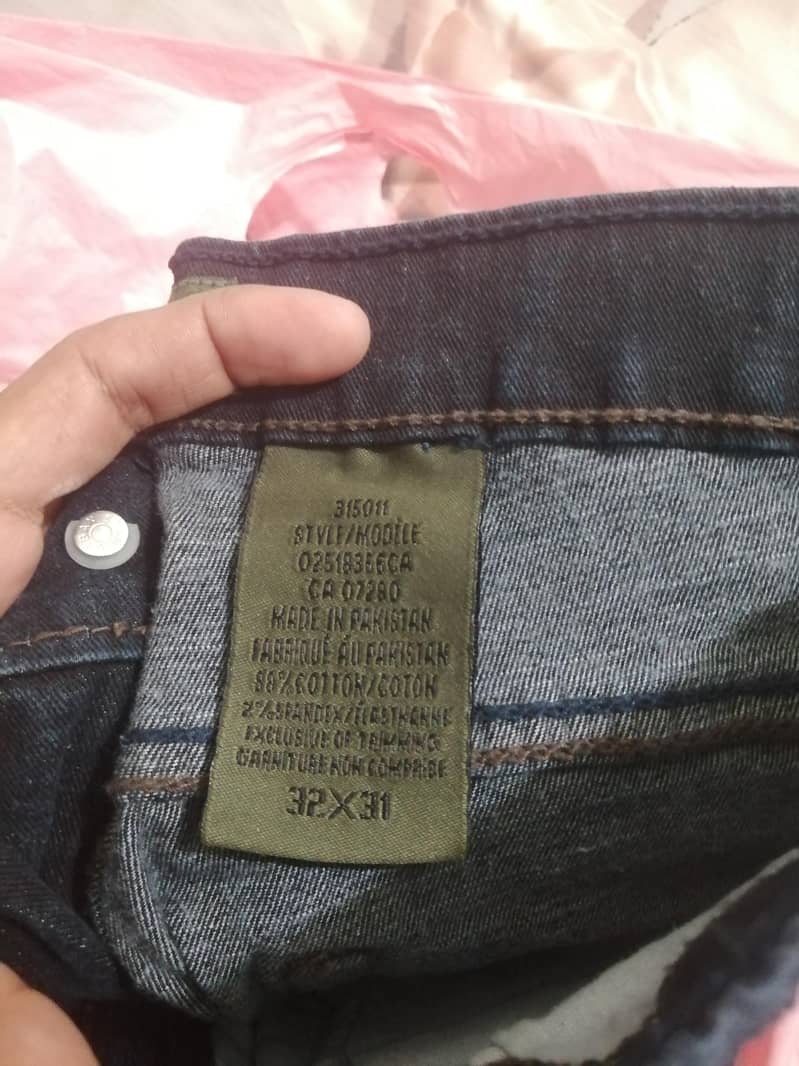 315011
STYLE/MODÈLE
02518356CA
CA 07280
MADE IN PAKISTAN
FABRIQUÉ AU PAKISTAN
98%COTTON/COTON
2%SPANDEX/ÉLASTHANNE
EXCLUSIVE OF TRIMMING
GARNITURE NON COMPRISE
32X31